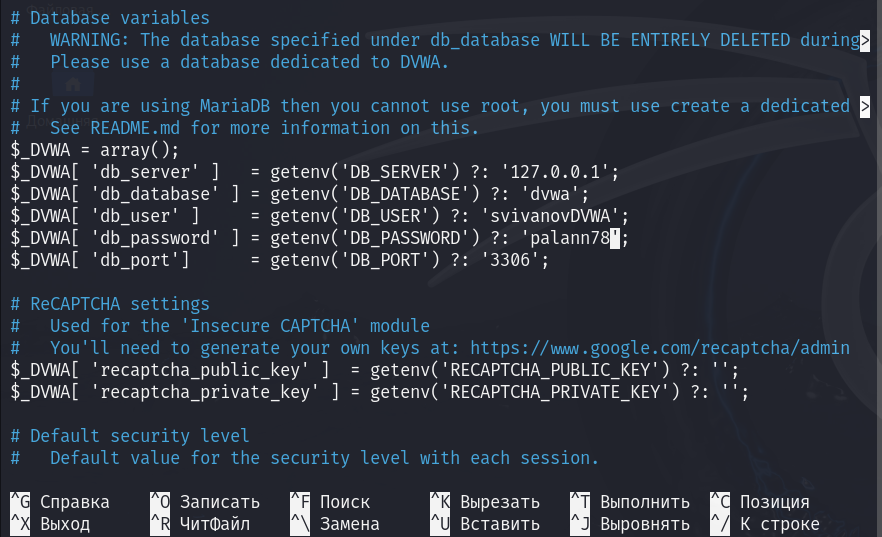 # Database variables
#   WARNING: The database specified under db_database WILL BE ENTIRELY DELETED during>
#   Please use a database dedicated to DVWA.
#
# If you are using MariaDB then you cannot use root, you must use create a dedicated >
#   See README.md for more information on this.
$_DVWA = array();
$_DVWA[ 'db_server' ]   = getenv('DB_SERVER') ?: '127.0.0.1';
$_DVWA[ 'db_database' ] = getenv('DB_DATABASE') ?: 'dvwa';
$_DVWA[ 'db_user' ]     = getenv('DB_USER') ?: 'svivanovDVWA';
$_DVWA[ 'db_password' ] = getenv('DB_PASSWORD') ?: 'palann78';
$_DVWA[ 'db_port']      = getenv('DB_PORT') ?: '3306';

# ReCAPTCHA settings
#   Used for the 'Insecure CAPTCHA' module
#   You'll need to generate your own keys at: https://www.google.com/recaptcha/admin
$_DVWA[ 'recaptcha_public_key' ]  = getenv('RECAPTCHA_PUBLIC_KEY') ?: '';
$_DVWA[ 'recaptcha_private_key' ] = getenv('RECAPTCHA_PRIVATE_KEY') ?: '';

# Default security level
#   Default value for the security level with each session.

^G Справка    ^O Записать   ^F Поиск      ^K Вырезать   ^T Выполнить  ^C Позиция
^X Выход      ^R ЧитФайл    ^\ Замена     ^U Вставить   ^J Выровнять  ^/ К строке